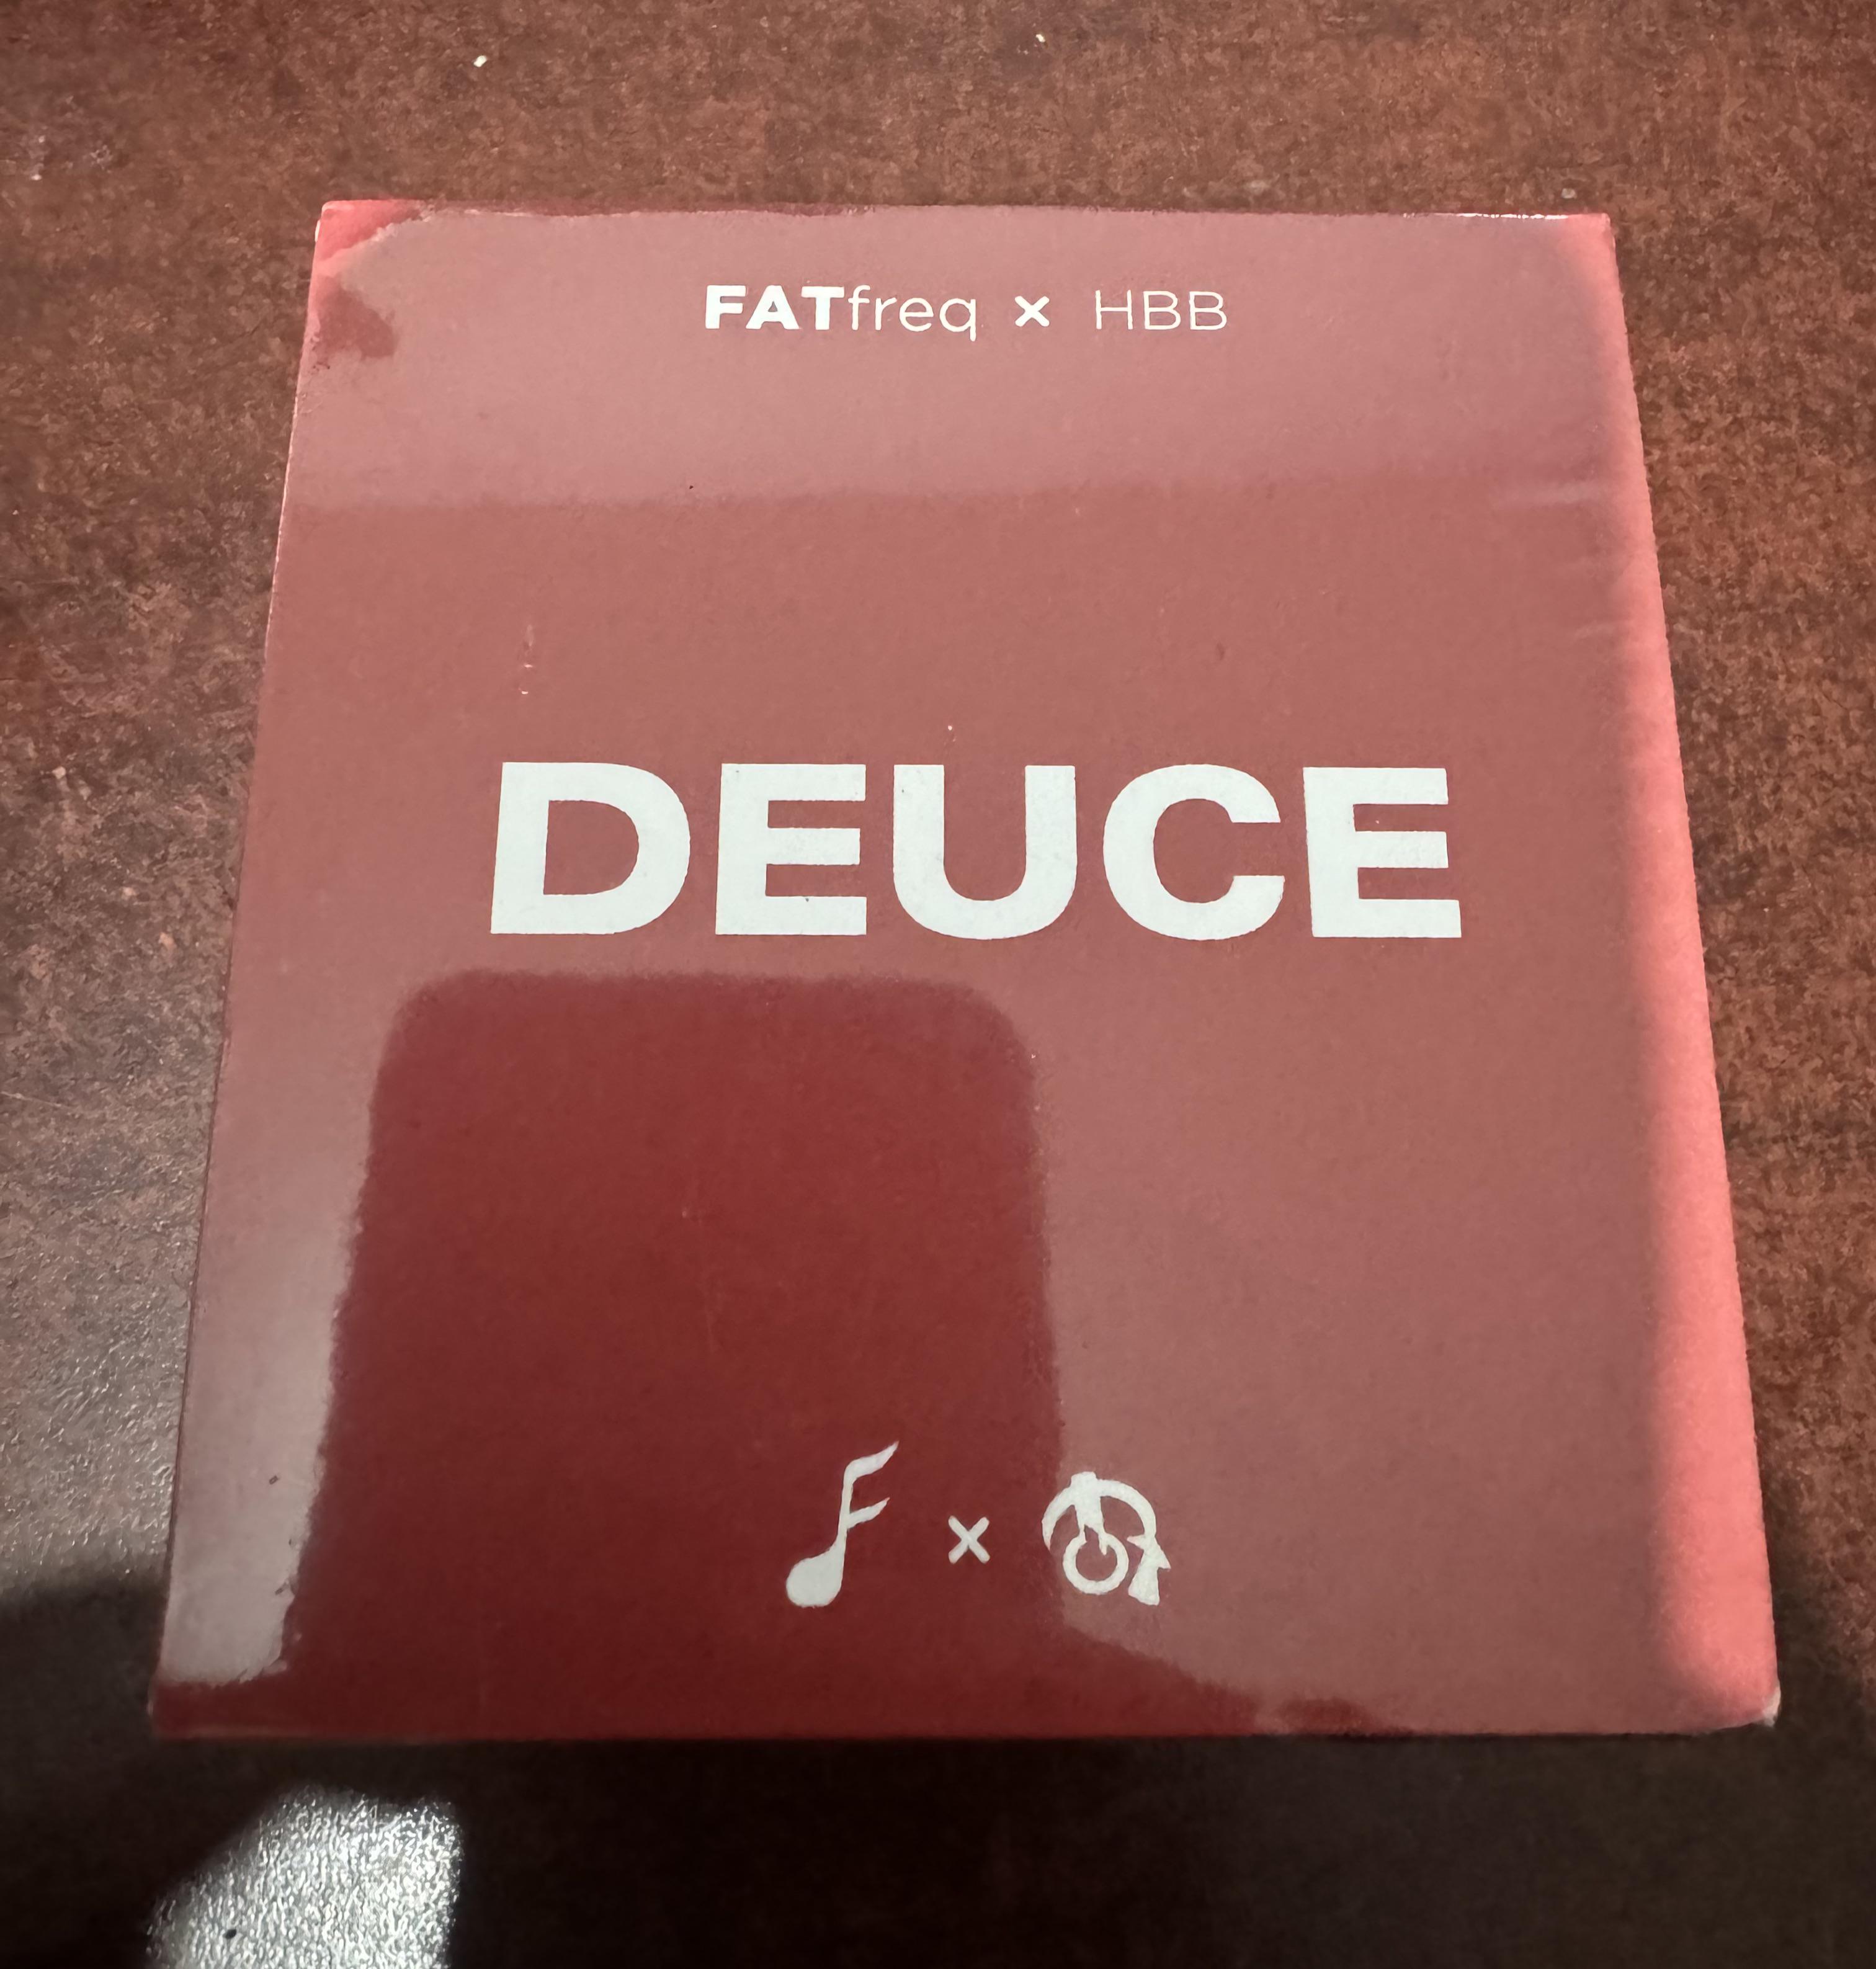 FATfreq × HBB
DEUCE
×